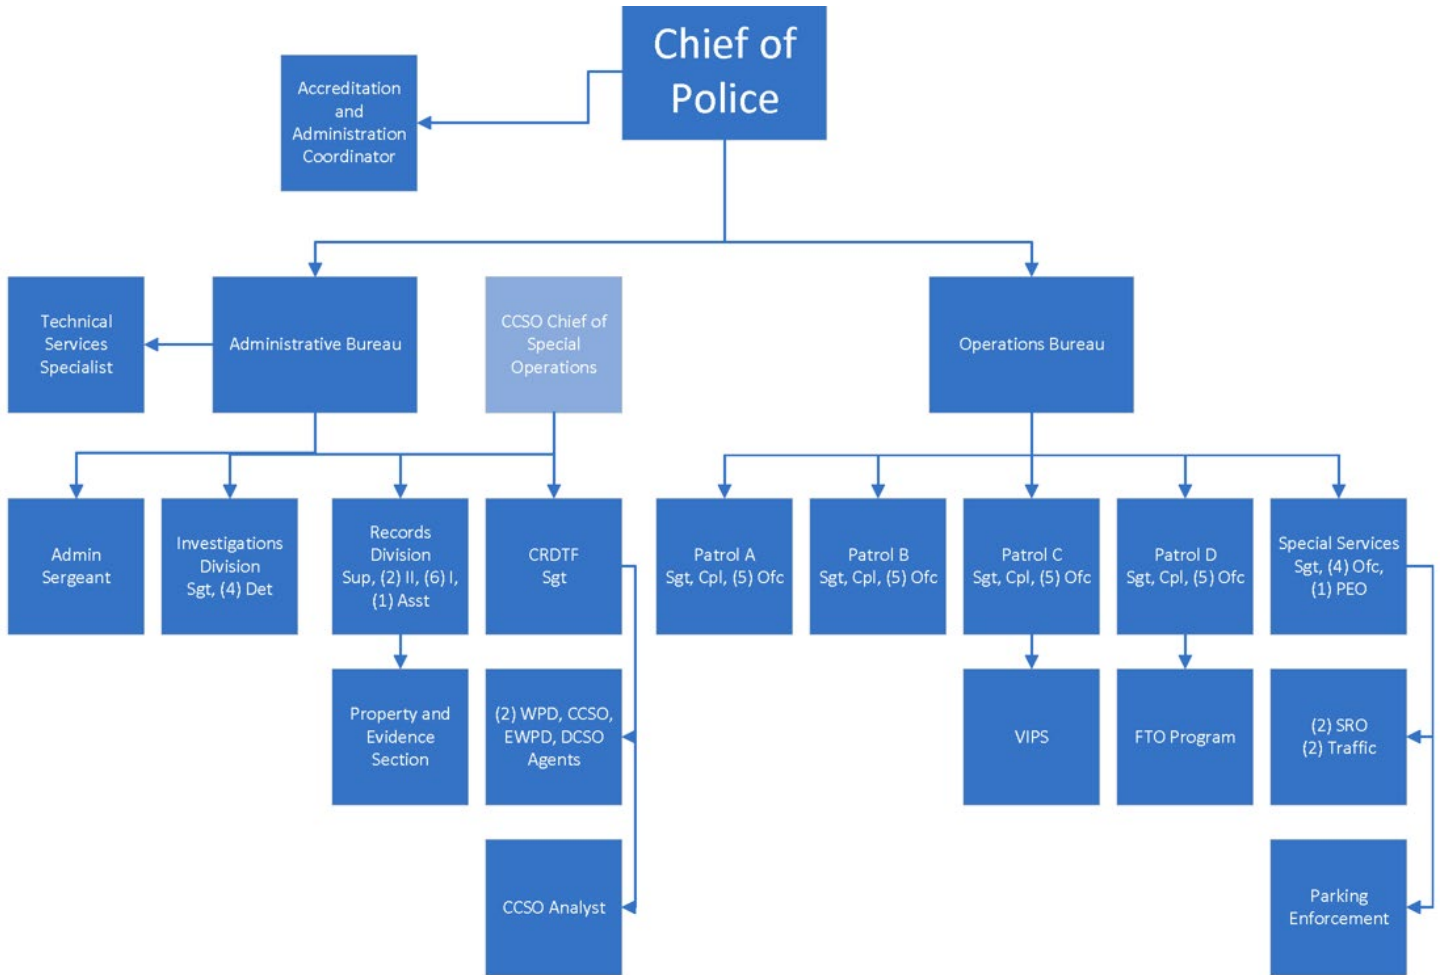 Chief of
Police
Accreditation
and
Administration
Coordinator
Technical
Services
Specialist
Administrative Bureau
CCSO Chief of
Special
Operations
Operations Bureau
Admin
Sergeant
Investigations
Division
Sgt, (4) Det
Records
Division
Sup, (2) II, (6) I,
(1) Asst
CRDTF
Sgt
Patrol A
Sgt, Cpl, (5) Ofc
Patrol B
Sgt, Cpl, (5) Ofc
Patrol C
Sgt, Cpl, (5) Ofc
Patrol D
Sgt, Cpl, (5) Ofc
Special Services
Sgt, (4) Ofc,
(1) PEO
Property and
Evidence
Section
(2) WPD, CCSO,
EWPD, DCSO
Agents
VIPS
FTO Program
(2) SRO
(2) Traffic
CCSO Analyst
Parking
Enforcement